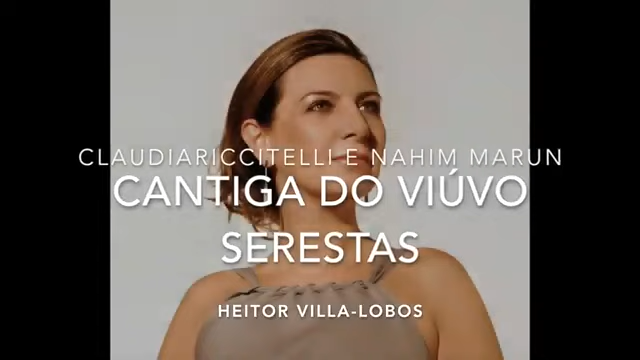 CLAUDIARICCITELLI E NAHIM MARUN
CANTIGA DO VIÚVO
SERESTAS
HEITOR VILLA-LOBOS